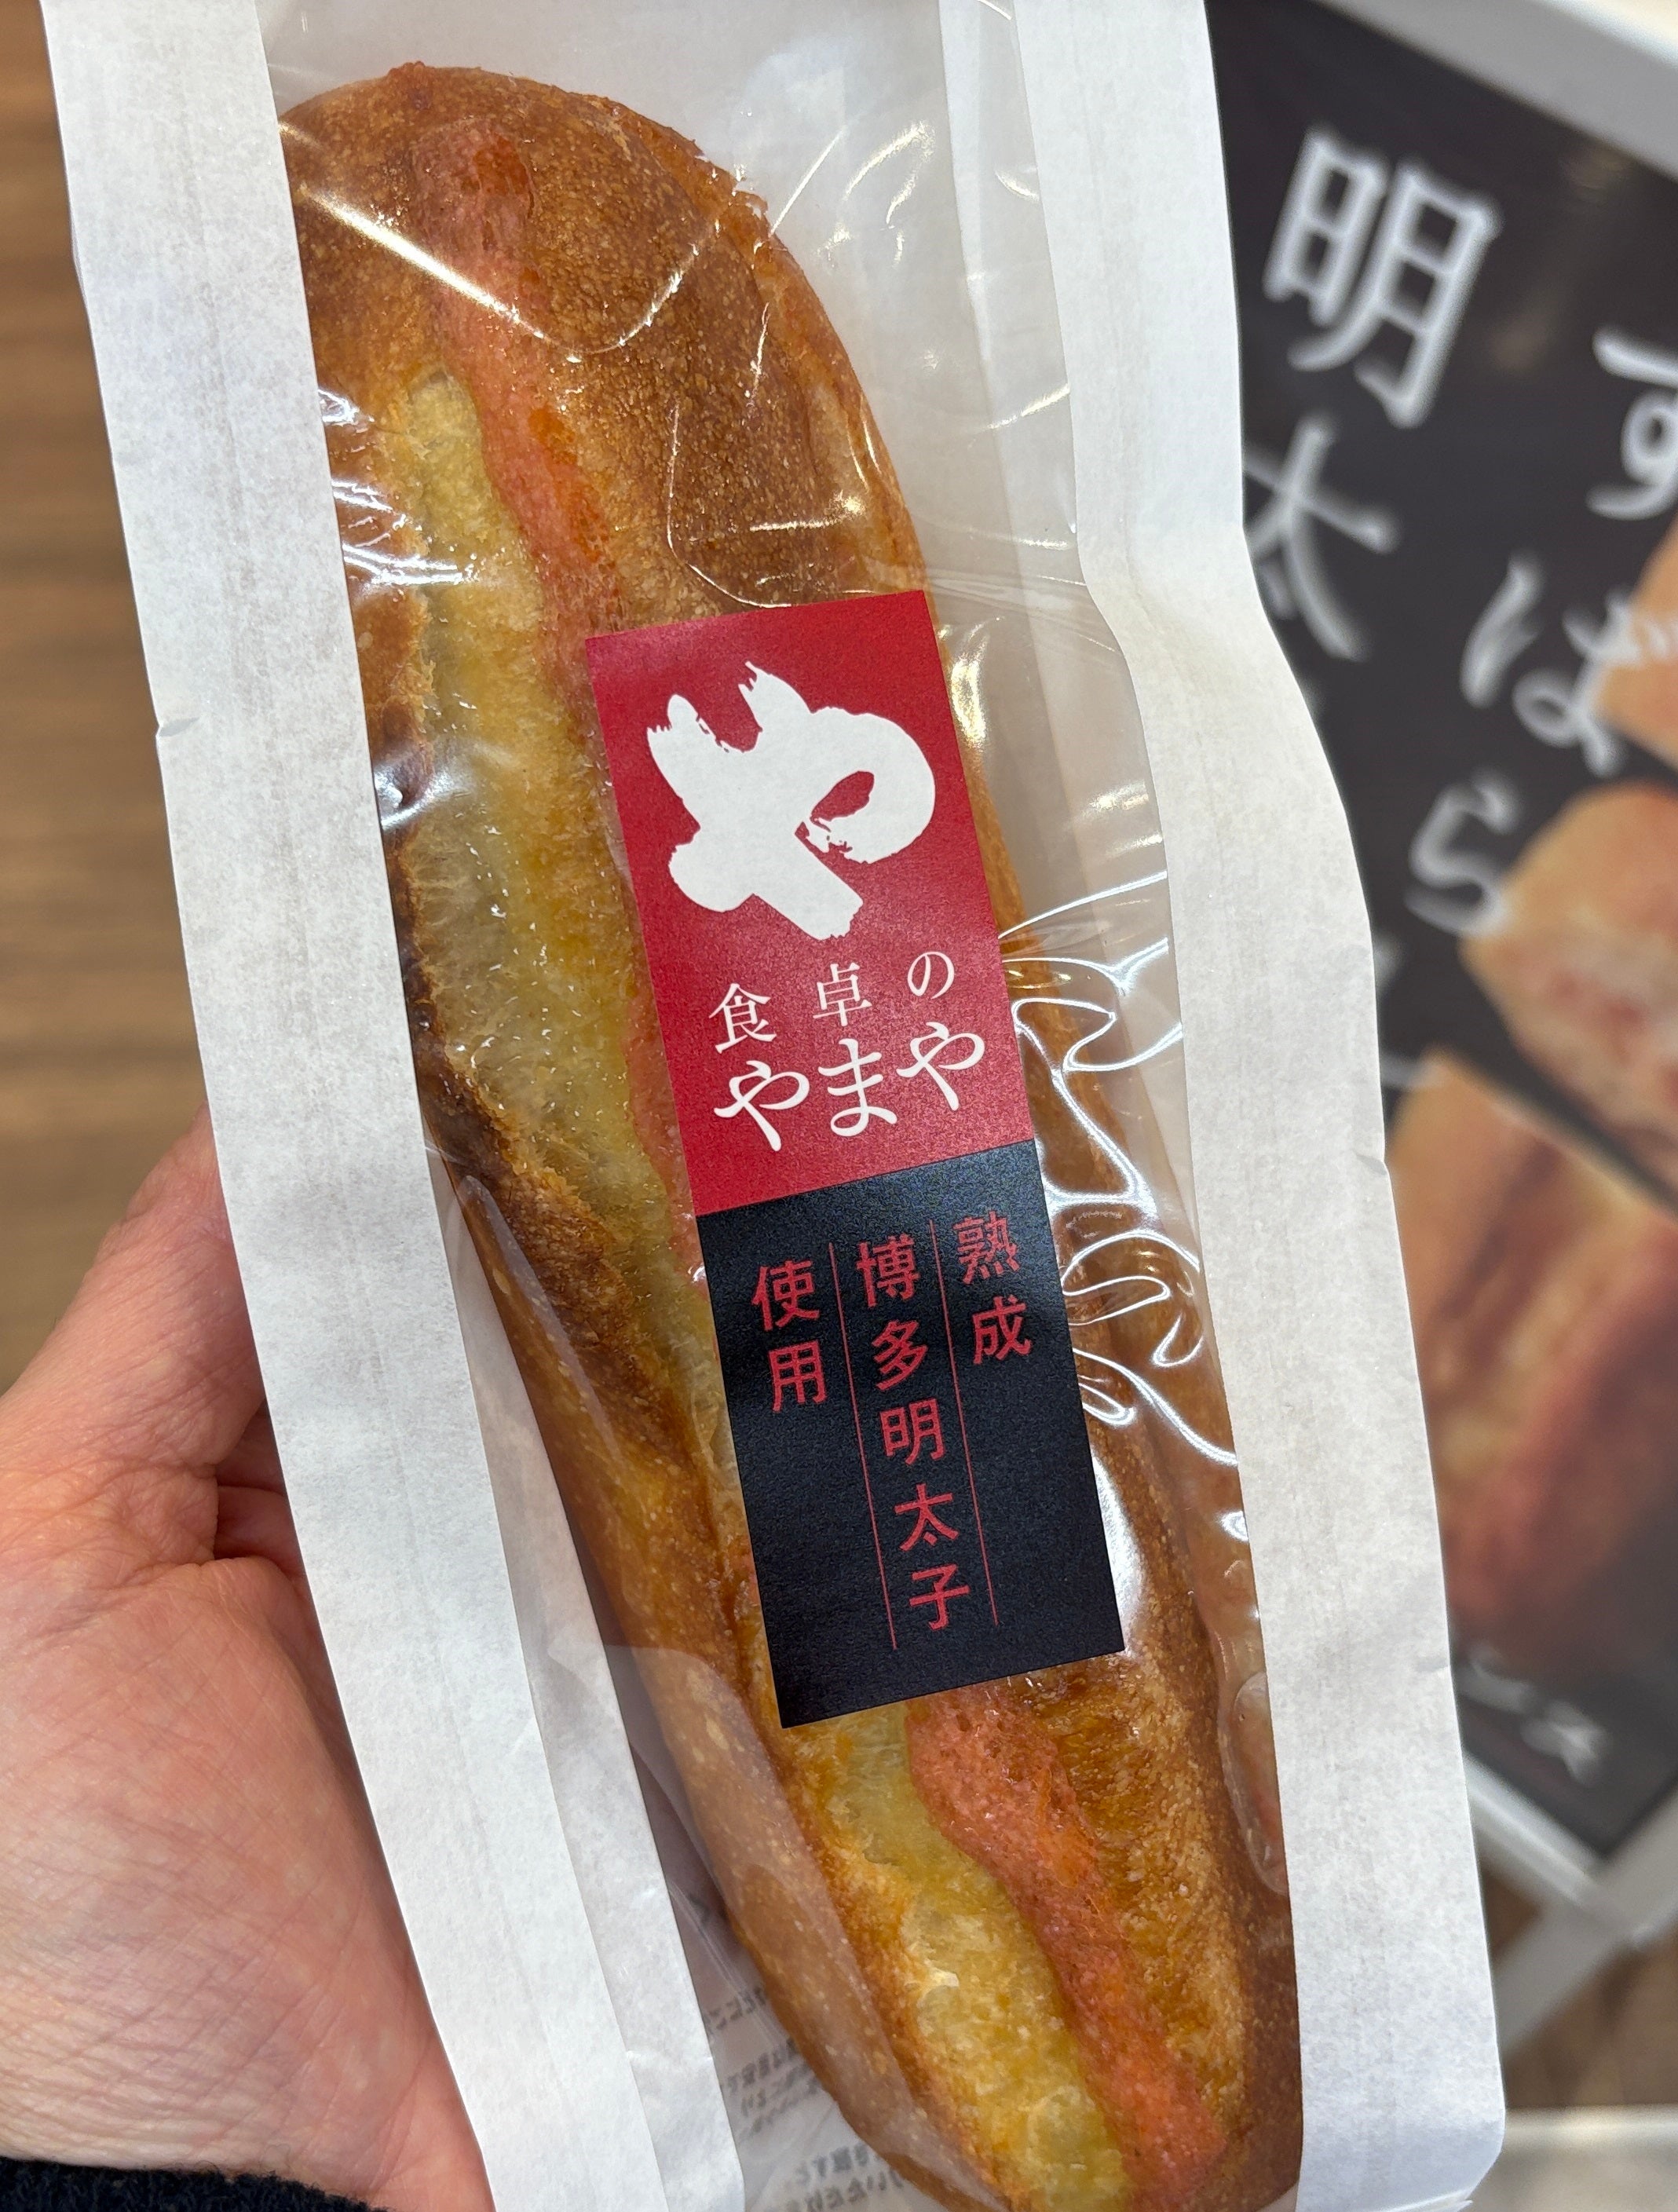 や
食卓の
やまや
熟成
博多明太子
使用
明太
すばら